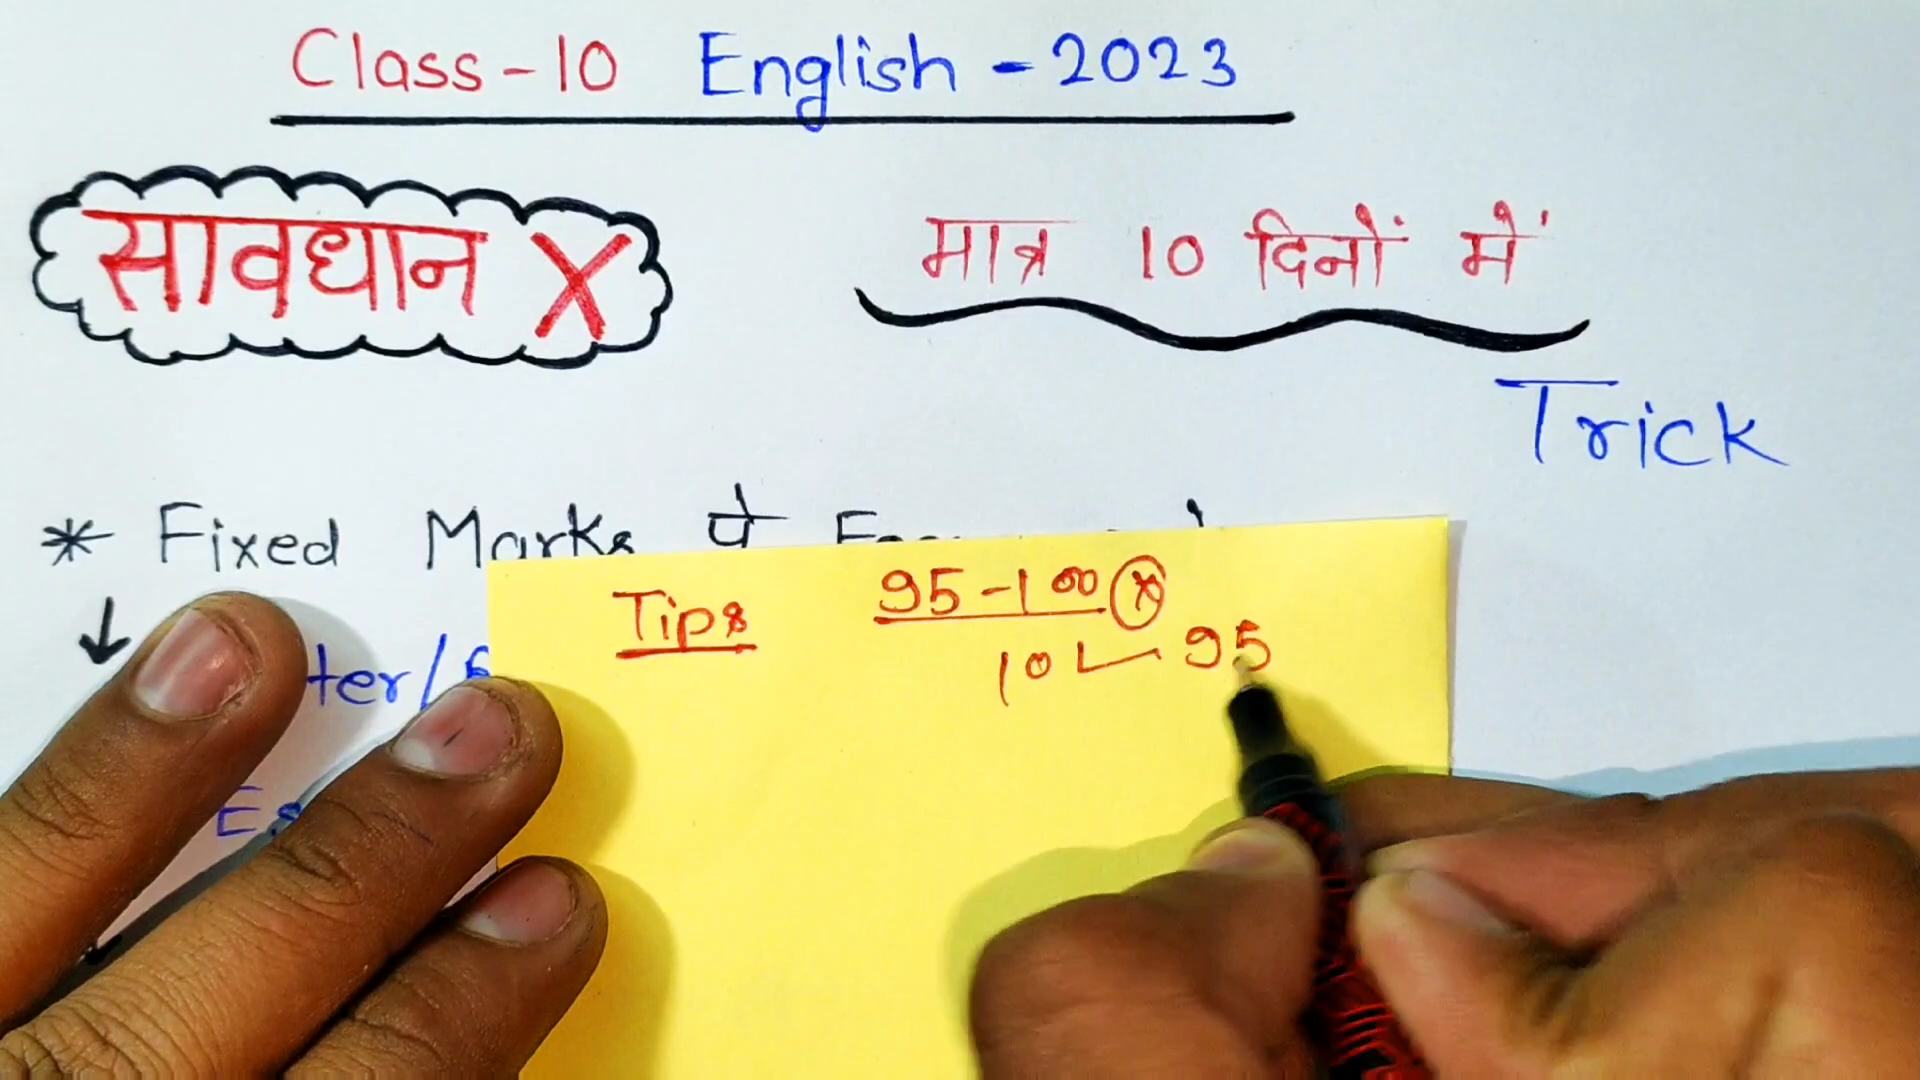 Class-10 English - 2023
सावधान X
मात्र 10 दिनों में
Trick
* Fixed Marks पे
Tips 95-100
10 95